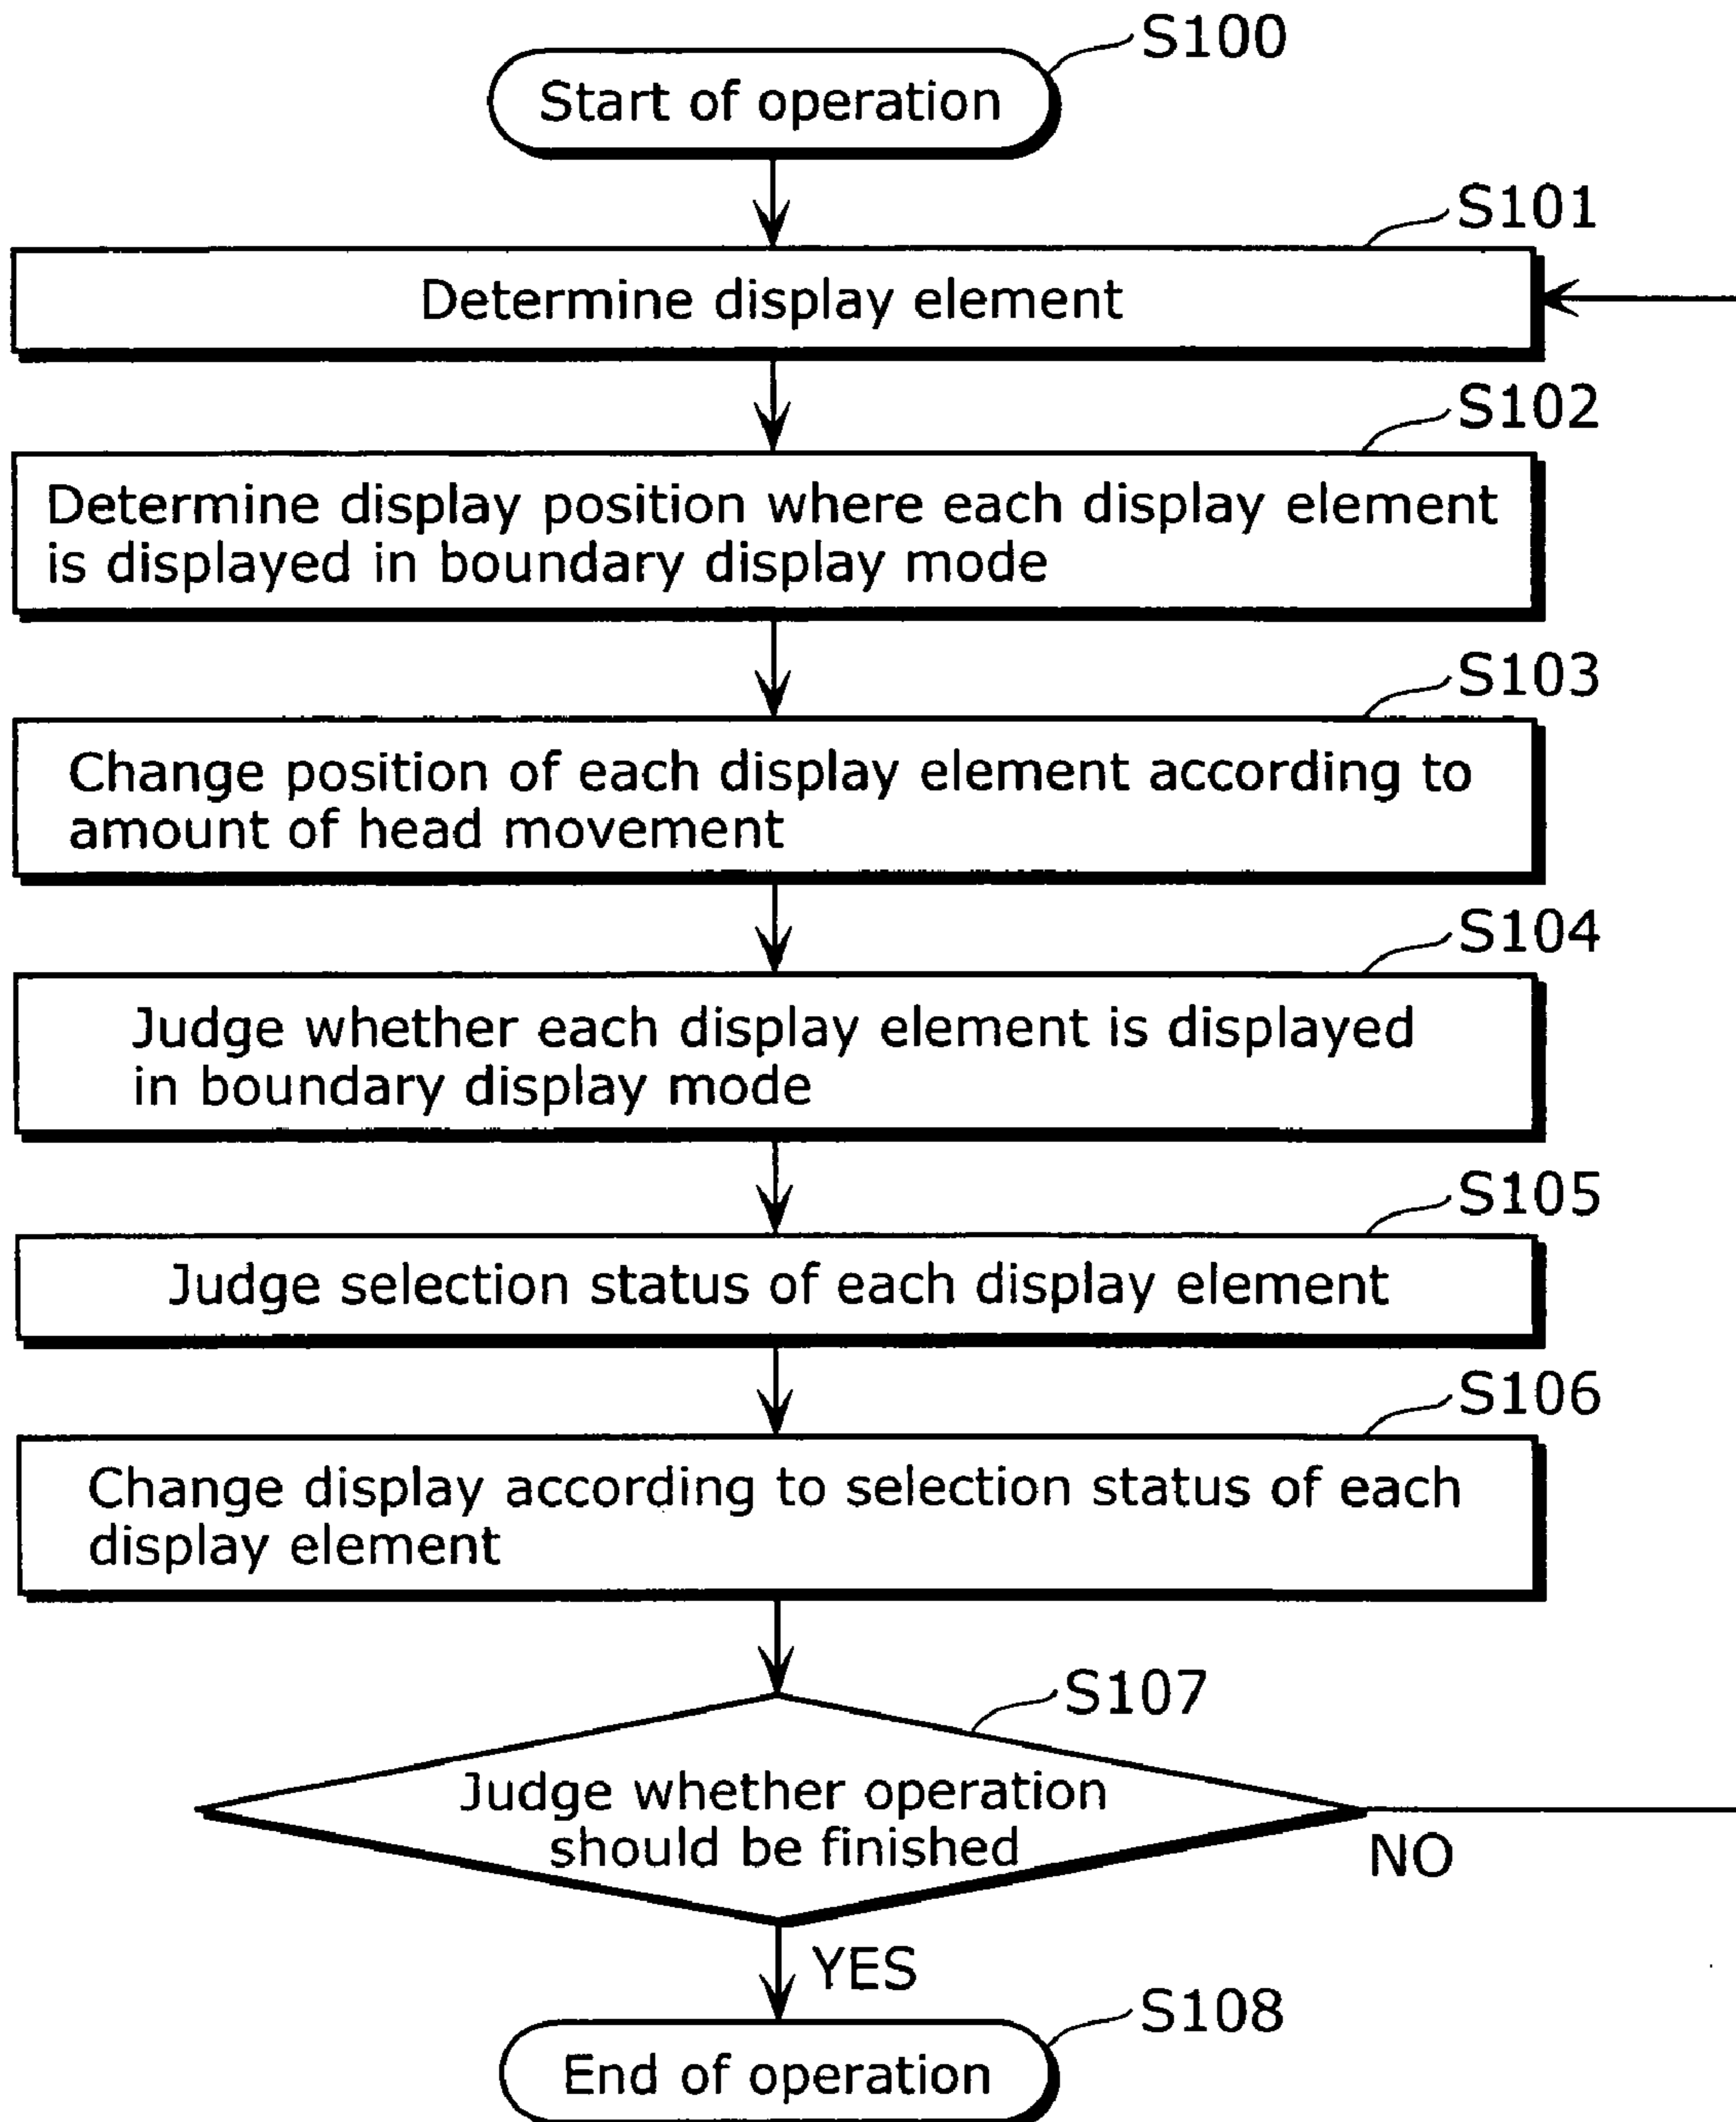 S100
Start of operation
S101
Determine display element
S102
Determine display position where each display element
is displayed in boundary display mode
S103
Change position of each display element according to
amount of head movement
S104
Judge whether each display element is displayed
in boundary display mode
S105
Judge selection status of each display element
S106
Change display according to selection status of each
display element
S107
Judge whether operation
should be finished
NO
YES
S108
End of operation